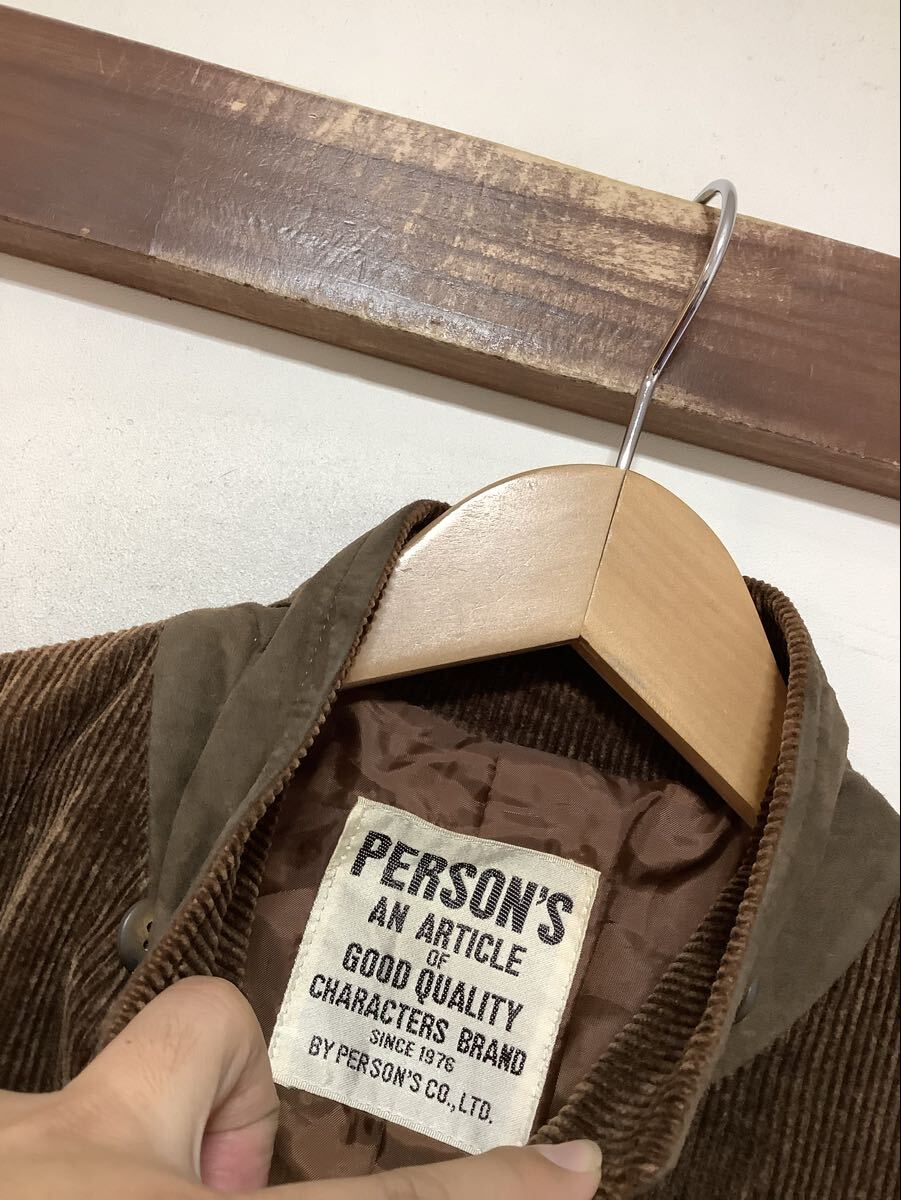 PERSON'S
AN ARTICLE
OF
GOOD QUALITY
CHARACTERS BRAND
SINCE 1976
BY PERSON'S CO., LTD.